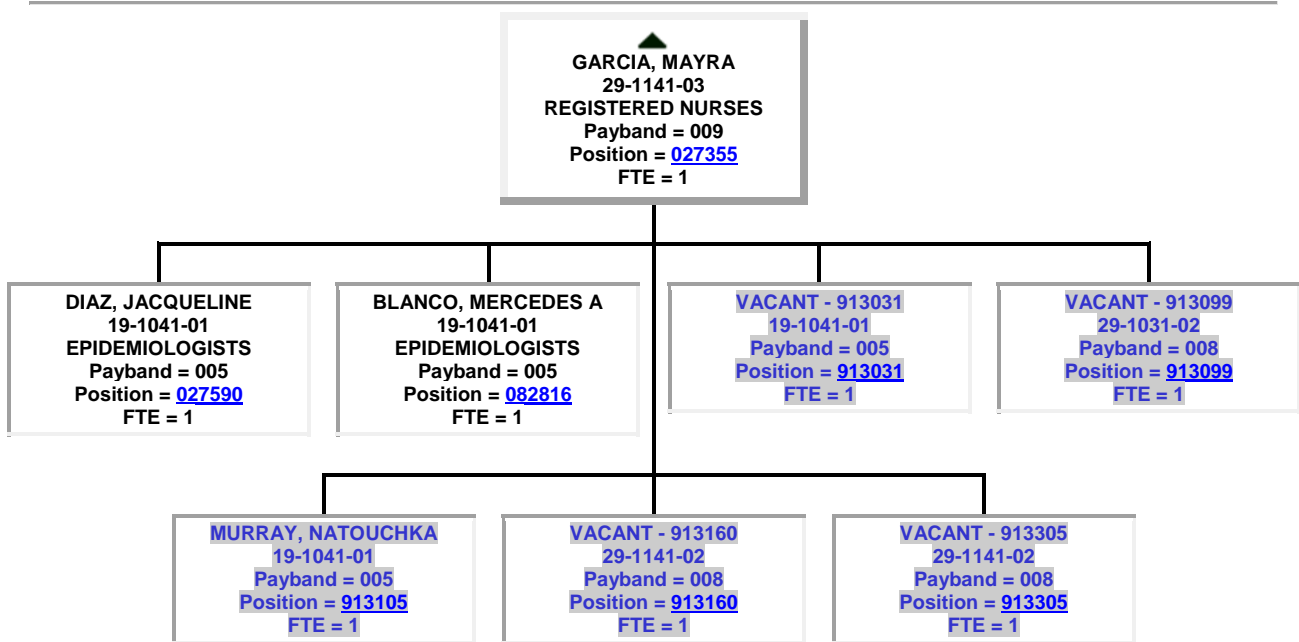 GARCIA, MAYRA
29-1141-03
REGISTERED NURSES
Payband = 009
Position = 027355
FTE = 1
DIAZ, JACQUELINE
19-1041-01
EPIDEMIOLOGISTS
Payband = 005
Position = 027590
FTE = 1
BLANCO, MERCEDES A
19-1041-01
EPIDEMIOLOGISTS
Payband = 005
Position = 082816
FTE = 1
VACANT - 913031
19-1041-01
Payband = 005
Position = 913031
FTE = 1
VACANT - 913099
29-1031-02
Payband = 008
Position = 913099
FTE = 1
MURRAY, NATOUCHKA
19-1041-01
Payband = 005
Position = 913105
FTE = 1
VACANT - 913160
29-1141-02
Payband = 008
Position = 913160
FTE = 1
VACANT - 913305
29-1141-02
Payband = 008
Position = 913305
FTE = 1